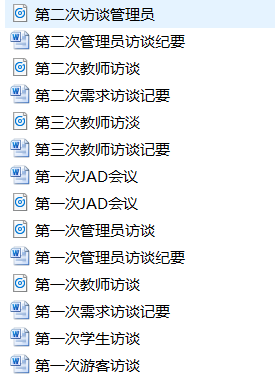 第二次访谈管理员
第二次管理员访谈纪要
第二次教师访谈
第二次需求访谈记要
第三次教师访淡
第三次教师访谈记要
第一次JAD会议
第一次JAD会议
第一次管理员访谈
第一次管理员访谈纪要
第一次教师访谈
第一次需求访谈记要
第一次学生访谈
第一次游客访谈